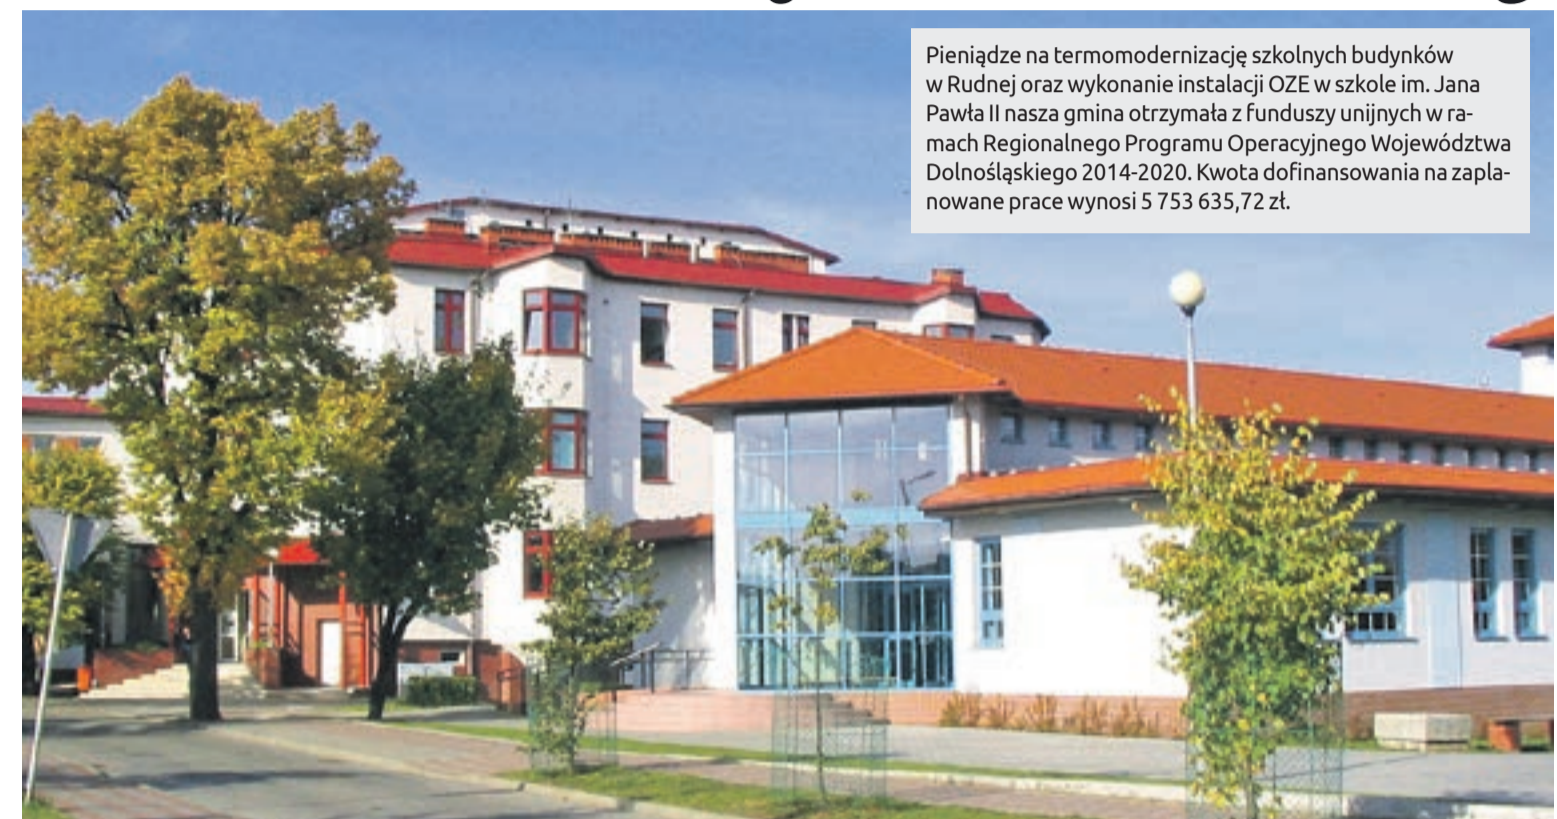 Pieniądze na termomodernizację szkolnych budynków
w Rudnej oraz wykonanie instalacji OZE w szkole im. Jana
Pawła II nasza gmina otrzymała z funduszy unijnych w ra-
mach Regionalnego Programu Operacyjnego Województwa
Dolnośląskiego 2014-2020. Kwota dofinansowania na zapla-
nowane prace wynosi 5 753 635,72 zł.